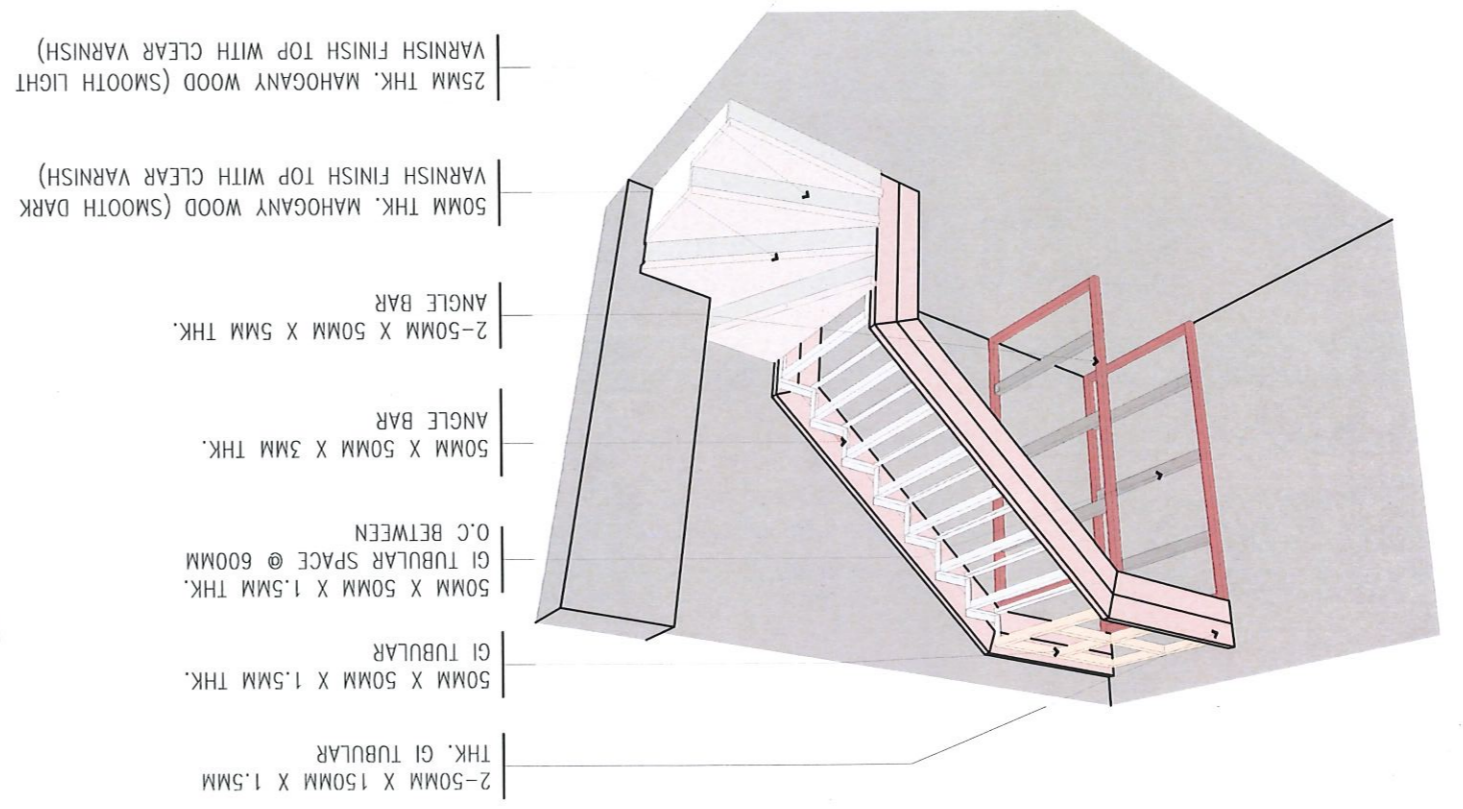 2-50MM X 150MM X 1.5MM
THK. GI TUBULAR
50MM X 50MM X 1.5MM THK.
GI TUBULAR
50MM X 50MM X 1.5MM THK.
GI TUBULAR SPACE @ 600MM
O.C BETWEEN
50MM X 50MM X 3MM THK.
ANGLE BAR
2-50MM X 50MM X 5MM THK.
ANGLE BAR
50MM THK. MAHOGANY WOOD (SMOOTH DARK
VARNISH FINISH TOP WITH CLEAR VARNISH)
25MM THK. MAHOGANY WOOD (SMOOTH LIGHT
VARNISH FINISH TOP WITH CLEAR VARNISH)